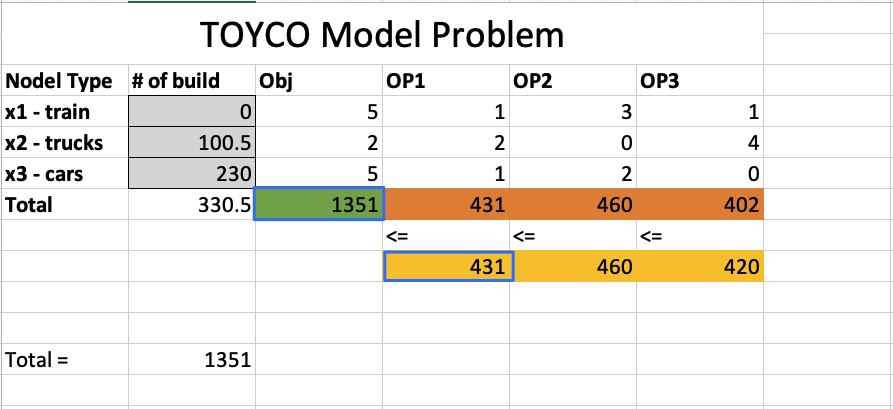 TOYCO Model Problem
Nodel Type # of build Obj OP1 OP2 OP3
x1 - train 0 5 1 3 1
x2 - trucks 100.5 2 2 0 4
x3 - cars 230 5 1 2 0
Total 330.5 1351 431 460 402
<= <= <=
431 460 420
Total = 1351